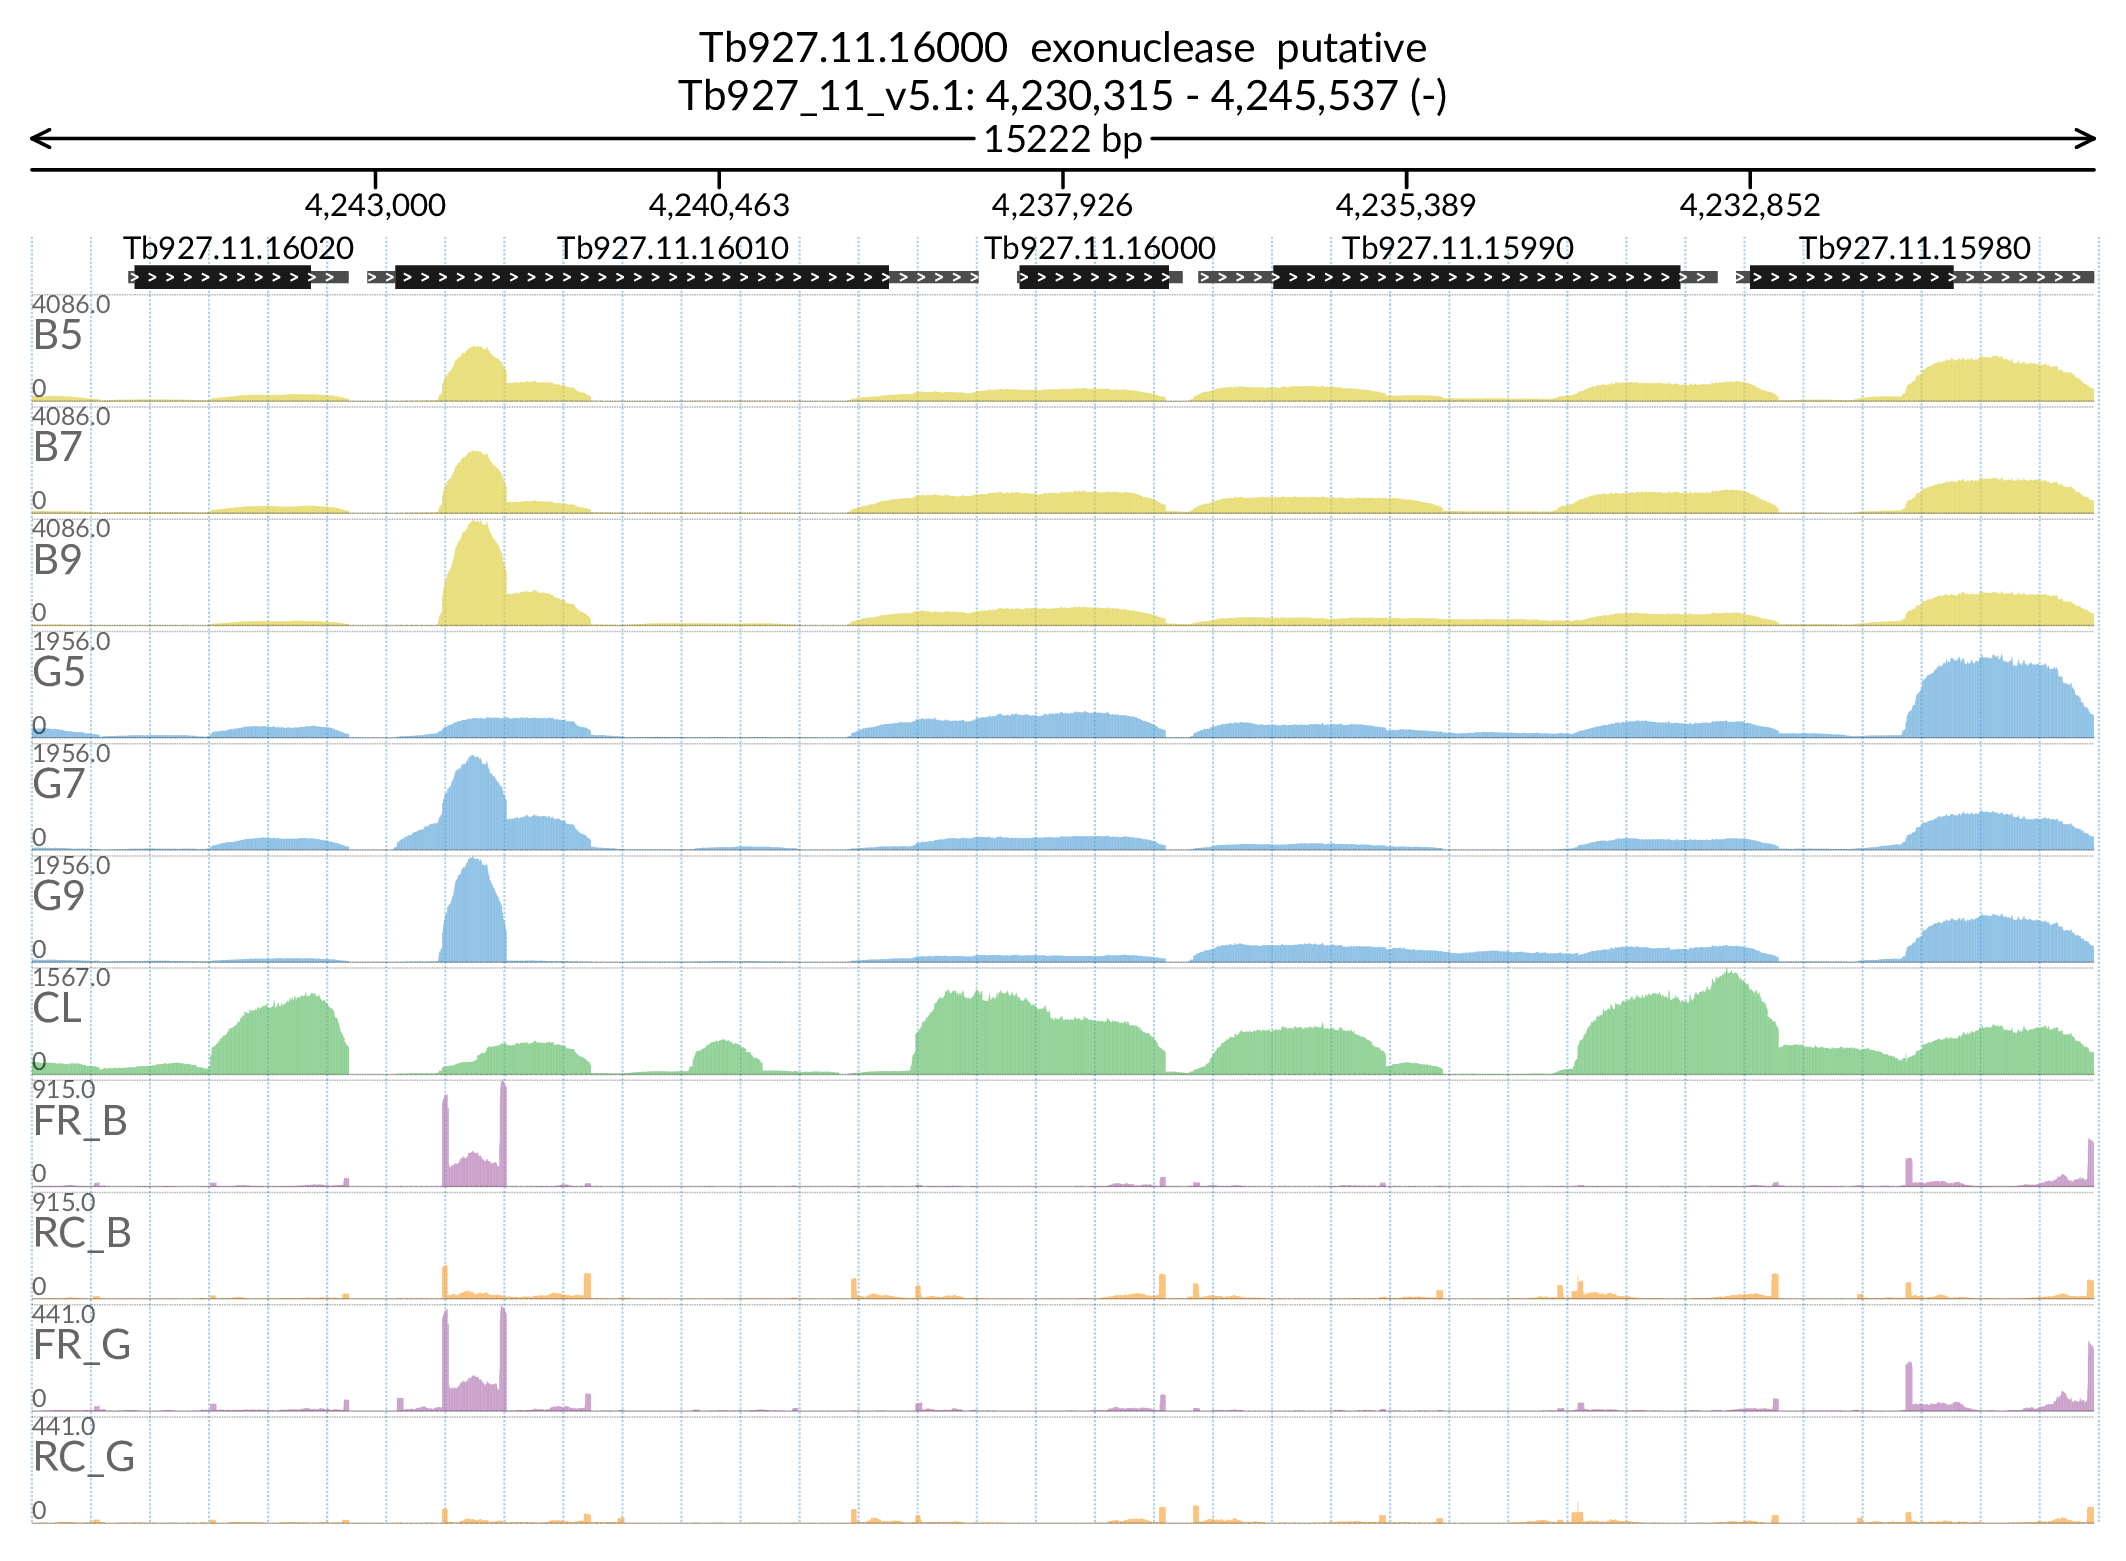 Tb927.11.16000 exonuclease putative
Tb927_11_v5.1: 4,230,315 - 4,245,537 (-)
15222 bp
4,243,000 4,240,463 4,237,926 4,235,389 4,232,852
Tb927.11.16020 Tb927.11.16010 Tb927.11.16000 Tb927.11.15990 Tb927.11.15980
4086.0
B5
0
4086.0
B7
0
4086.0
B9
0
1956.0
G5
0
1956.0
G7
0
1956.0
G9
0
1567.0
CL
0
915.0
FR_B
0
915.0
RC_B
0
441.0
FR_G
0
441.0
RC_G
0